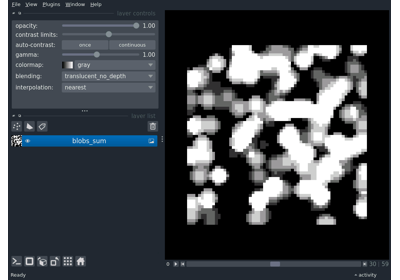 File View Plugins Window Help
layer controls
opacity: 1.00
contrast limits:
auto-contrast: once continuous
gamma: 1.00
colormap: gray
blending: translucent_no_depth
interpolation: nearest
layer list
blobs_sum
30 59
Ready activity